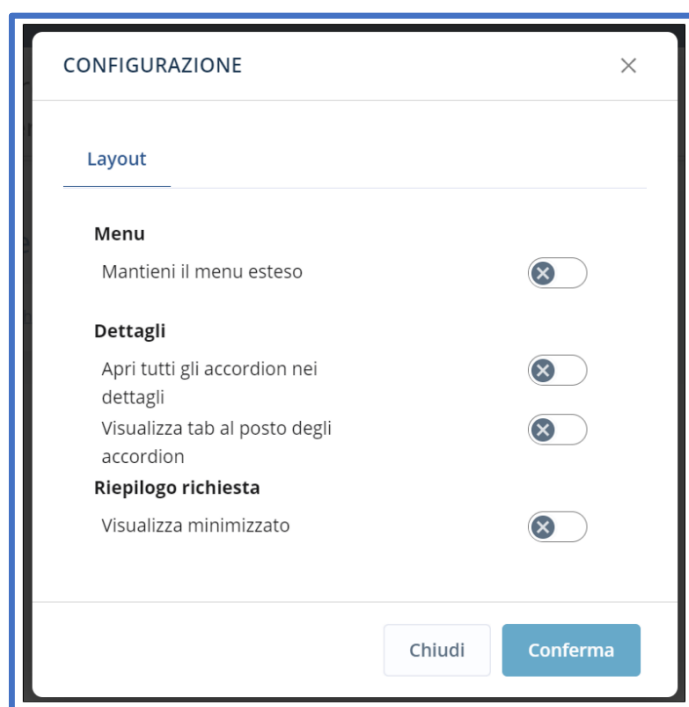 CONFIGURAZIONE
Layout
Menu
Mantieni il menu esteso
Dettagli
Apri tutti gli accordion nei
dettagli
Visualizza tab al posto degli
accordion
Riepilogo richiesta
Visualizza minimizzato
Chiudi
Conferma